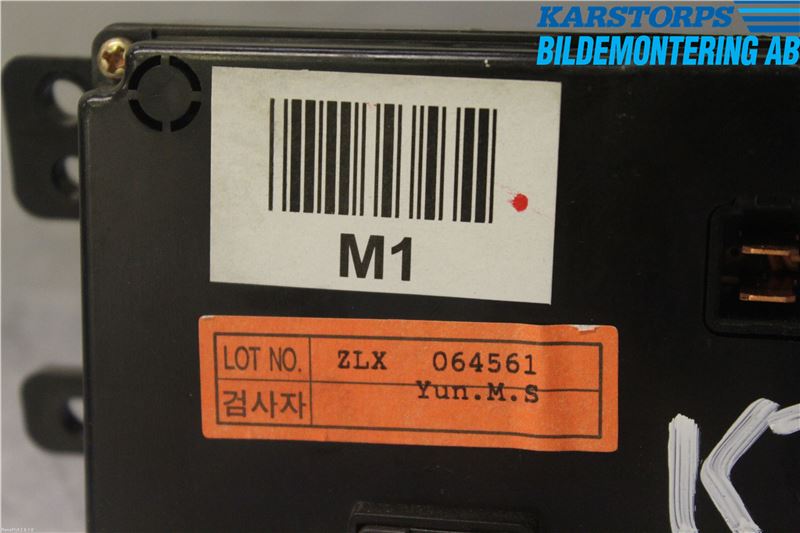 KARSTORPS
BILDEMONTERING AB
M1
LOT NO. ZLX 064561
검사자 Yun.M.S